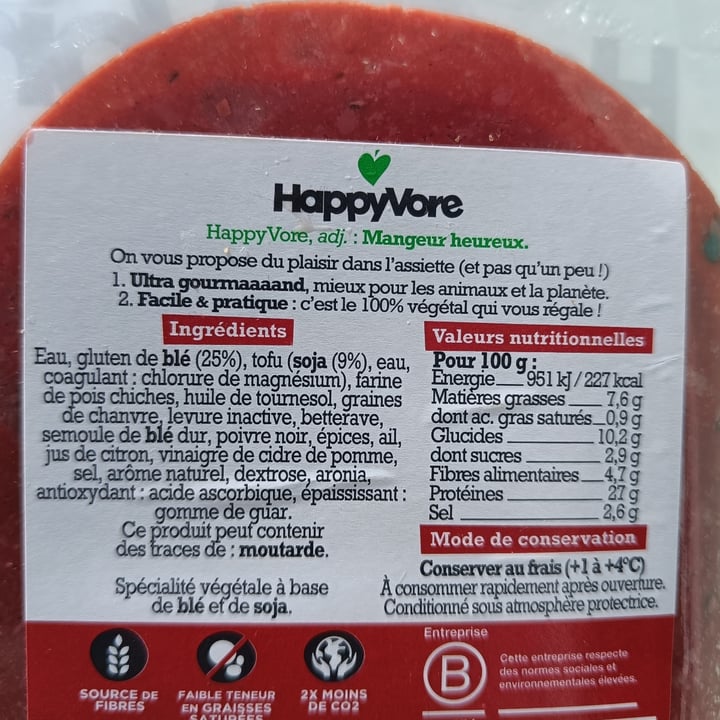 HappyVore
HappyVore, adj. : Mangeur heureux.
On vous propose du plaisir dans l'assiette (et pas qu'un peu !)
1. Ultra gourmaaaand, mieux pour les animaux et la planète.
2. Facile & pratique : c'est le 100% végétal qui vous régale !
Ingrédients
Eau, gluten de blé (25%), tofu (soja (9%), eau,
coagulant : chlorure de magnésium), farine
de pois chiches, huile de tournesol, graines
de chanvre, levure inactive, betterave,
semoule de blé dur, poivre noir, épices, ail,
jus de citron, vinaigre de cidre de pomme,
sel, arôme naturel, dextrose, aronia,
antioxydant : acide ascorbique, épaississant :
gomme de guar.
Ce produit peut contenir
des traces de : moutarde.
Spécialité végétale à base
de blé et de soja.
Valeurs nutritionnelles
Pour 100 g :
Energie 951 kJ / 227 kcal
Matières grasses 7,6 g
dont ac. gras saturés 0,9 g
Glucides 10,2 g
dont sucres 2,9 g
Fibres alimentaires 4,7 g
Protéines 27 g
Sel 2,6 g
Mode de conservation
Conserver au frais (+1 à +4°C)
À consommer rapidement après ouverture.
Conditionné sous atmosphère protectrice.
SOURCE DE
FIBRES
FAIBLE TENEUR
EN GRAISSES
SATURÉES
2X MOINS
DE CO2
Entreprise
B
Cette entreprise respecte
des normes sociales et
environnementales élevées.